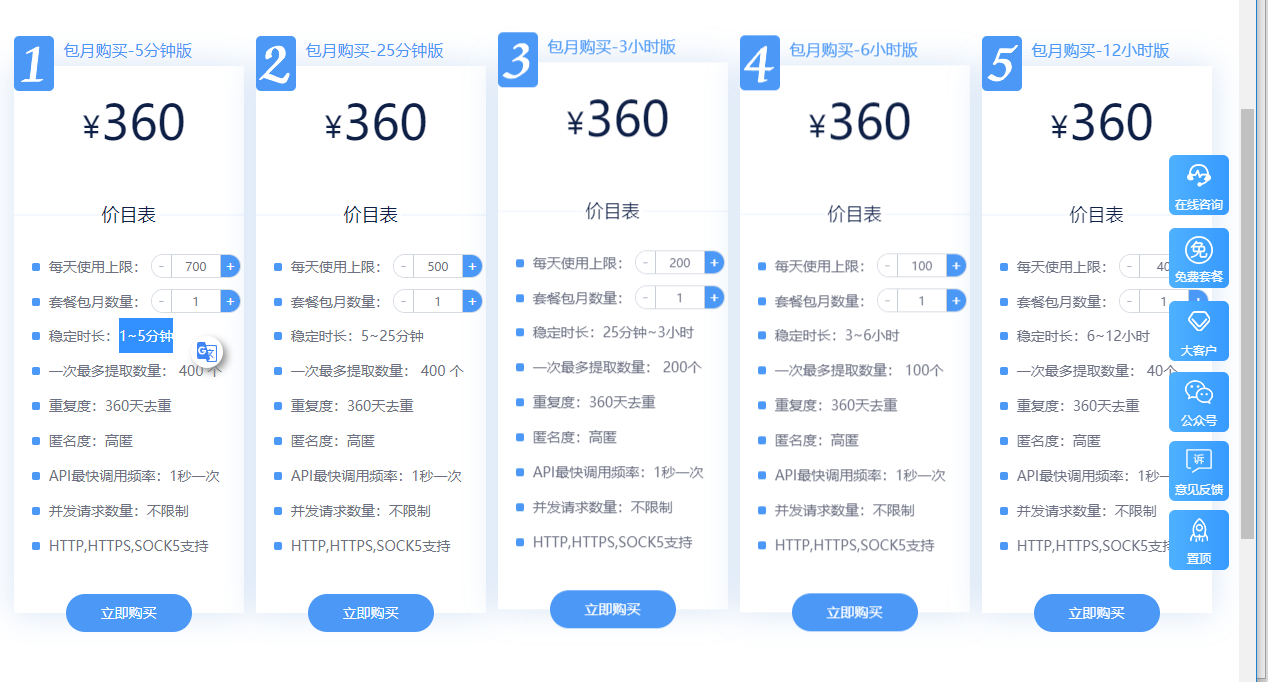 1 包月购买-5分钟版
¥360
价目表
每天使用上限： - 700 +
套餐包月数量： - 1 +
稳定时长：1~5分钟
一次最多提取数量： 400 个
重复度：360天去重
匿名度：高匿
API最快调用频率：1秒一次
并发请求数量：不限制
HTTP,HTTPS,SOCK5支持
立即购买
2 包月购买-25分钟版
¥360
价目表
每天使用上限： - 500 +
套餐包月数量： - 1 +
稳定时长：5~25分钟
一次最多提取数量： 400 个
重复度：360天去重
匿名度：高匿
API最快调用频率：1秒一次
并发请求数量：不限制
HTTP,HTTPS,SOCK5支持
立即购买
3 包月购买-3小时版
¥360
价目表
每天使用上限： - 200 +
套餐包月数量： - 1 +
稳定时长：25分钟~3小时
一次最多提取数量： 200个
重复度：360天去重
匿名度：高匿
API最快调用频率：1秒一次
并发请求数量：不限制
HTTP,HTTPS,SOCK5支持
立即购买
4 包月购买-6小时版
¥360
价目表
每天使用上限： - 100 +
套餐包月数量： - 1 +
稳定时长：3~6小时
一次最多提取数量： 100个
重复度：360天去重
匿名度：高匿
API最快调用频率：1秒一次
并发请求数量：不限制
HTTP,HTTPS,SOCK5支持
立即购买
5 包月购买-12小时版
¥360
价目表
每天使用上限： - 40
套餐包月数量： - 1 +
稳定时长：6~12小时
一次最多提取数量： 40个
重复度：360天去重
匿名度：高匿
API最快调用频率：1秒一
并发请求数量：不限制
HTTP,HTTPS,SOCK5支持
立即购买
在线咨询
免
免费套餐
大客户
公众号
诉
意见反馈
置顶